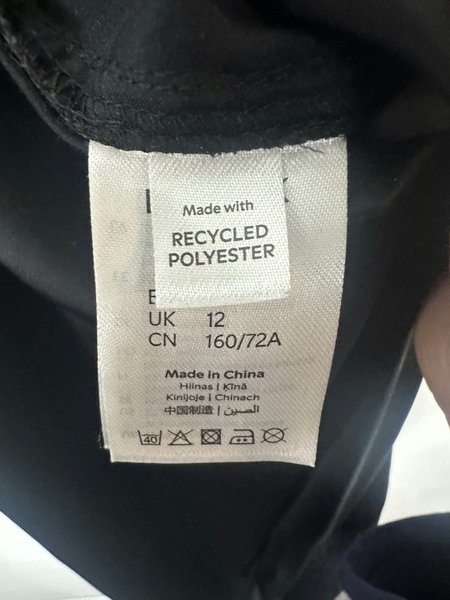 Made with
RECYCLED
POLYESTER
UK 12
CN 160/72A
Made in China
Hiinas | Ķīnā
Kinijoje | Chinach
中国制造 | الصين
40